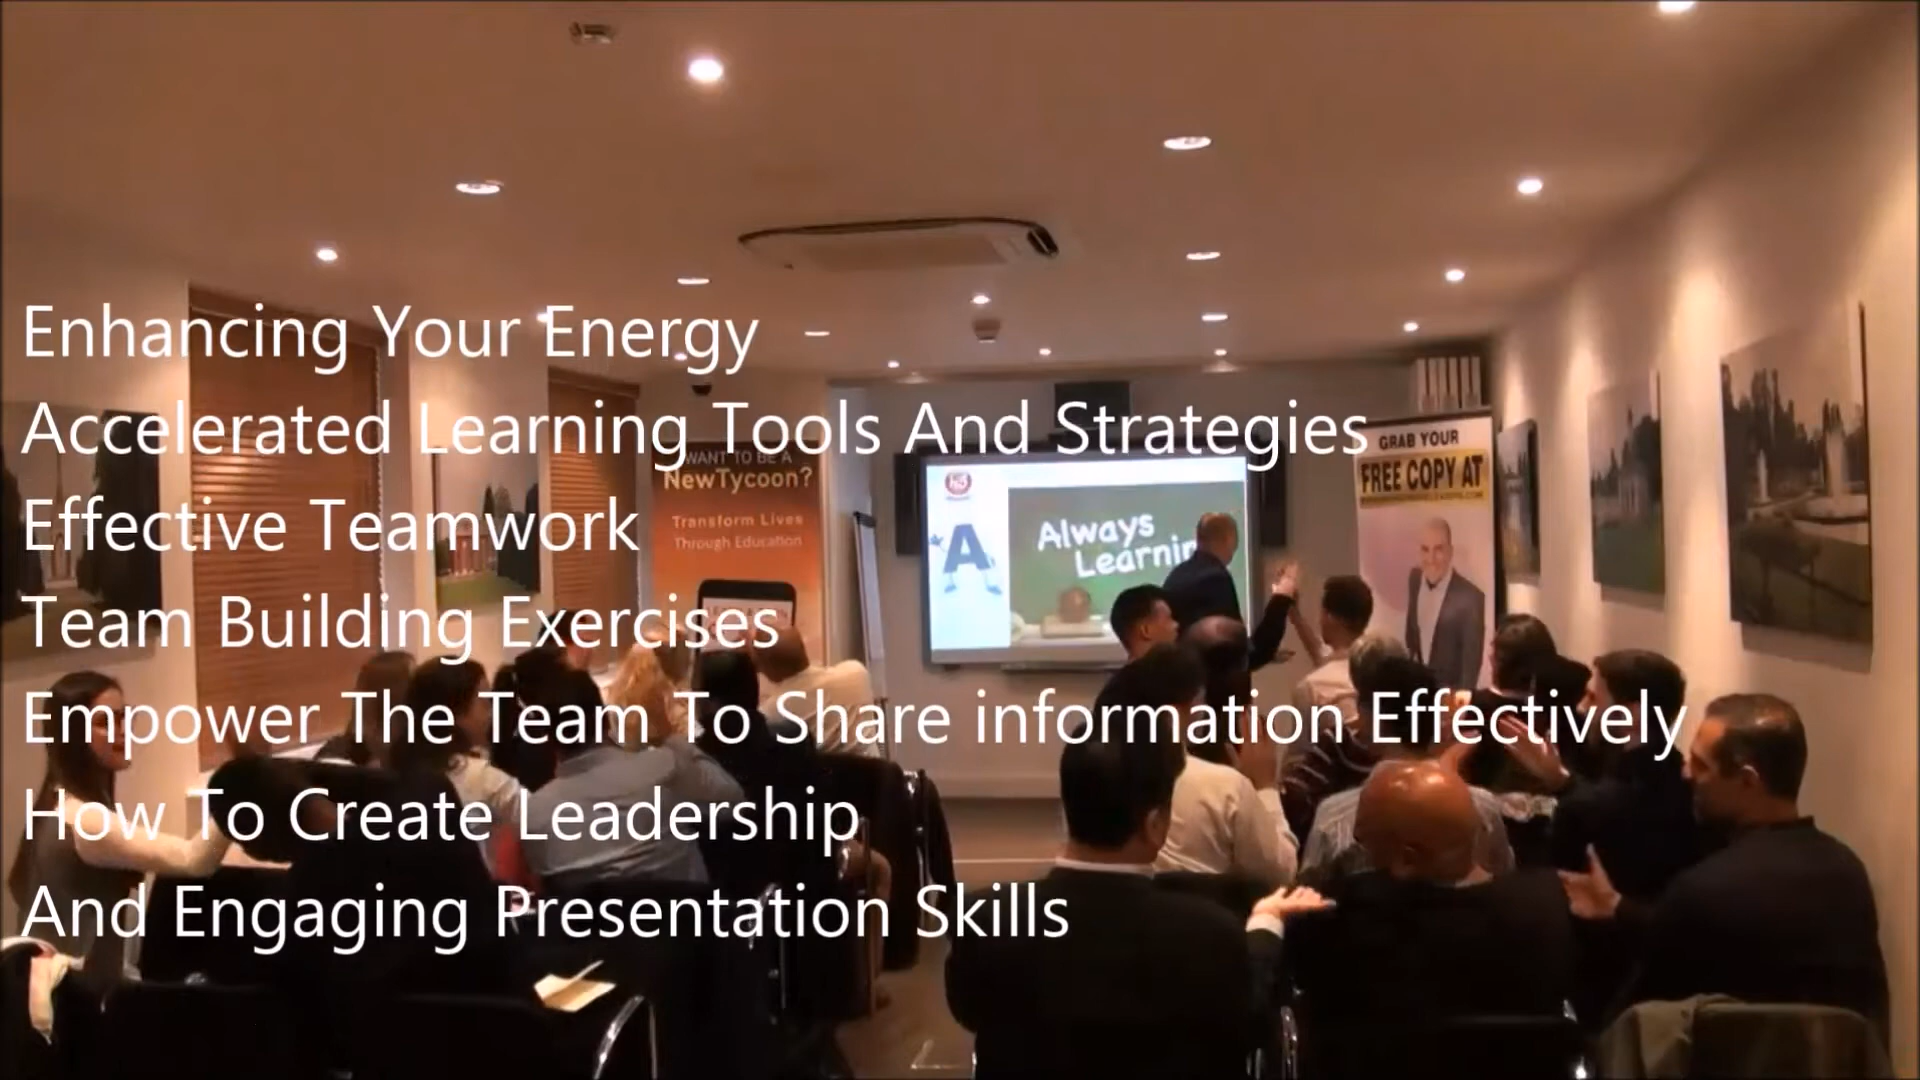 Enhancing Your Energy
Accelerated Learning Tools And Strategies
Effective Teamwork
Team Building Exercises
Empower The Team To Share information Effectively
How To Create Leadership
And Engaging Presentation Skills
WANT TO BE A
NewTycoon?
Transform Lives
Through Education
A
Always
Learnin
GRAB YOUR
FREE COPY AT